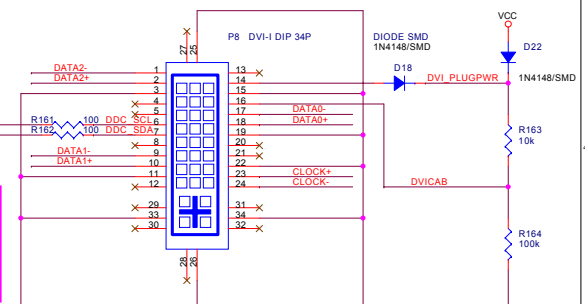 VCC
P8 DVI-I DIP 34P
DIODE SMD
1N4148/SMD
D22
27
25
D18
DATA2-
1
13
DATA2+
2
14
DVI_PLUGPWR
1N4148/SMD
3
15
4
16
5
17
DATA0-
R161
100
DDC_SCL
6
18
DATA0+
R162
100
DDC_SDA
7
19
R163
10k
8
20
DATA1-
9
21
DATA1+
10
22
11
23
CLOCK+
12
24
CLOCK-
DVICAB
29
31
33
34
30
32
R164
100k
28
26